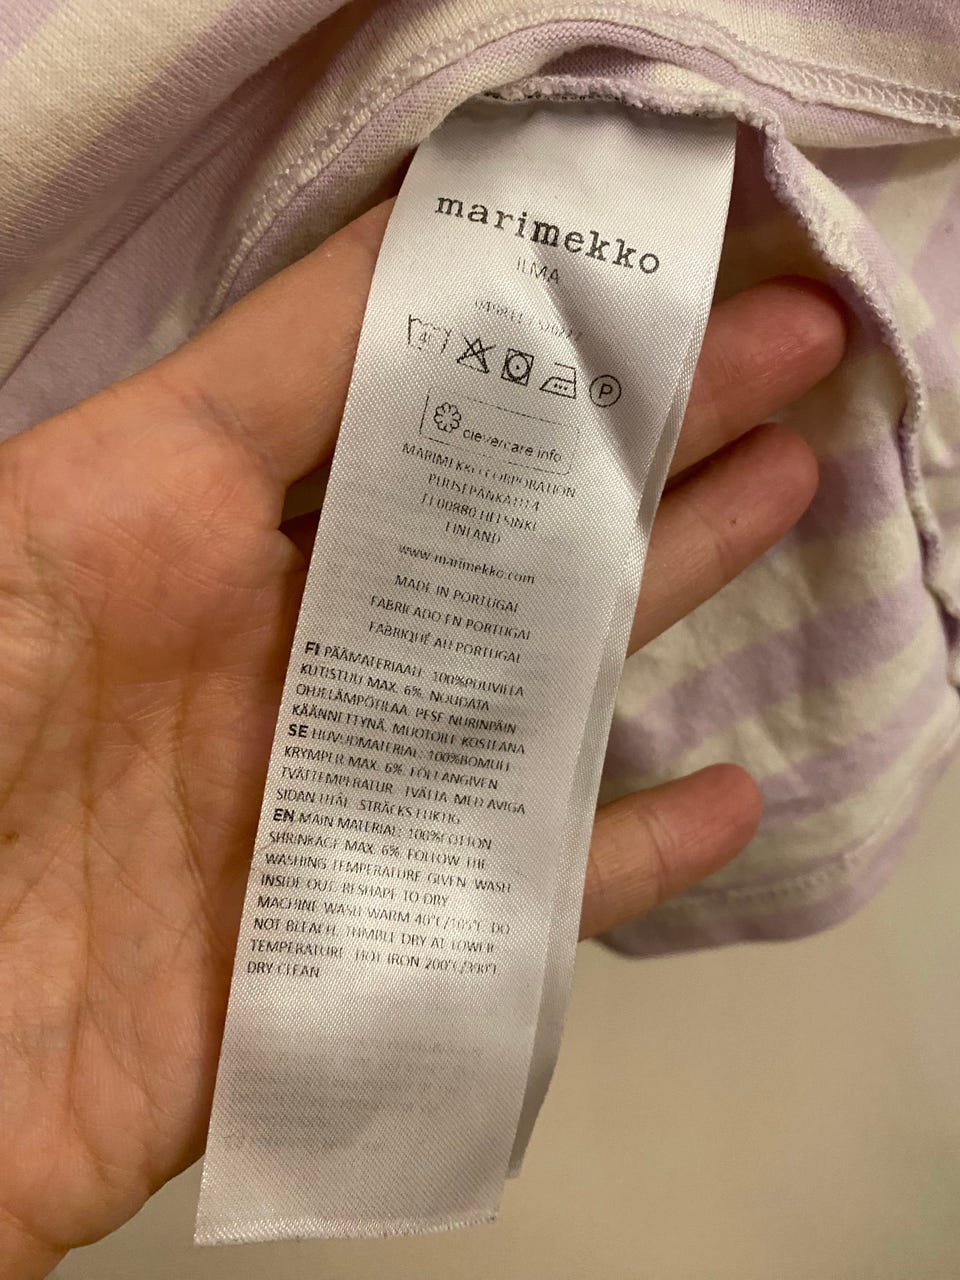 marimekko
ILMA
P
clevercare.info
MARIMEKKO CORPORATION
PUUSEPÄNKATU 4
FI 00880 HELSINKI
FINLAND
www.marimekko.com
MADE IN PORTUGAL
FABRICADO EN PORTUGAL
FABRIQUÉ AU PORTUGAL
FI PÄÄMATERIAALI: 100%PUUVILLA
KUTISTUU MAX. 6%. NOUDATA
OHJELÄMPÖTILAA. PESE NURINPÄIN
KÄÄNNETTYNÄ. MUOTOILE KOSTEANA
SE HUVUDMATERIAL: 100%BOMULL
KRYMPER MAX. 6%. FÖLJ ANGIVEN
TVÄTTEMPERATUR. TVÄTTA MED AVIGA
SIDAN UTÅT. STRÄCKS FUKTIG
EN MAIN MATERIAL: 100%COTTON
SHRINKAGE MAX. 6%. FOLLOW THE
WASHING TEMPERATURE GIVEN. WASH
INSIDE OUT. RESHAPE TO DRY
MACHINE WASH WARM 40°C/105°F. DO
NOT BLEACH. TUMBLE DRY AT LOWER
TEMPERATURE. HOT IRON 200°C/390°F.
DRY CLEAN